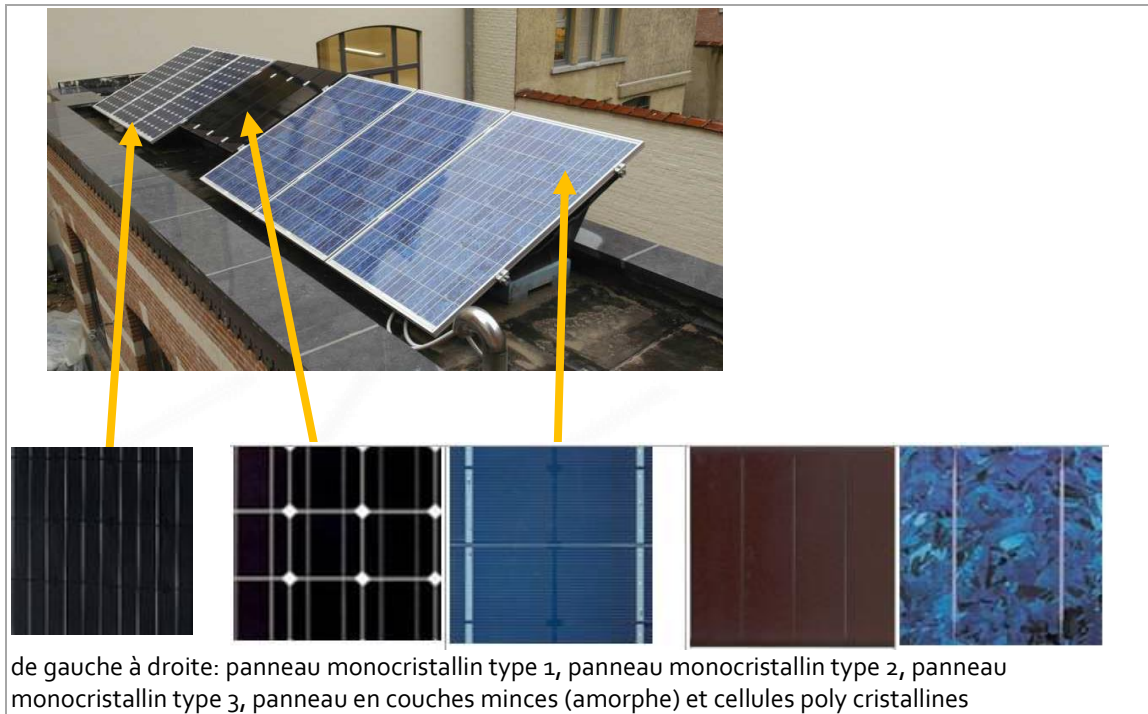 de gauche à droite: panneau monocristallin type 1, panneau monocristallin type 2, panneau
monocristallin type 3, panneau en couches minces (amorphe) et cellules poly cristallines